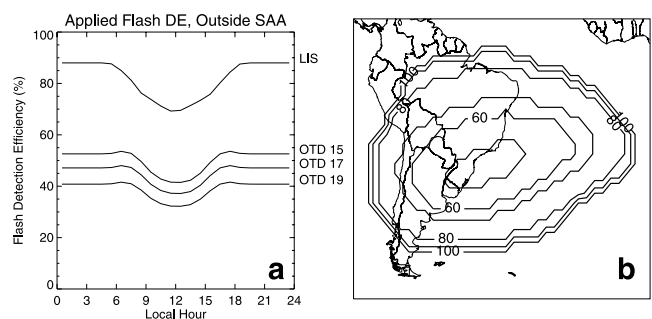 Applied Flash DE, Outside SAA
Flash Detection Efficiency (%)
100
80
60
40
20
0
LIS
OTD 15
OTD 17
OTD 19
a
0 3 6 9 12 15 18 21 24
Local Hour
60
60
80
100
b